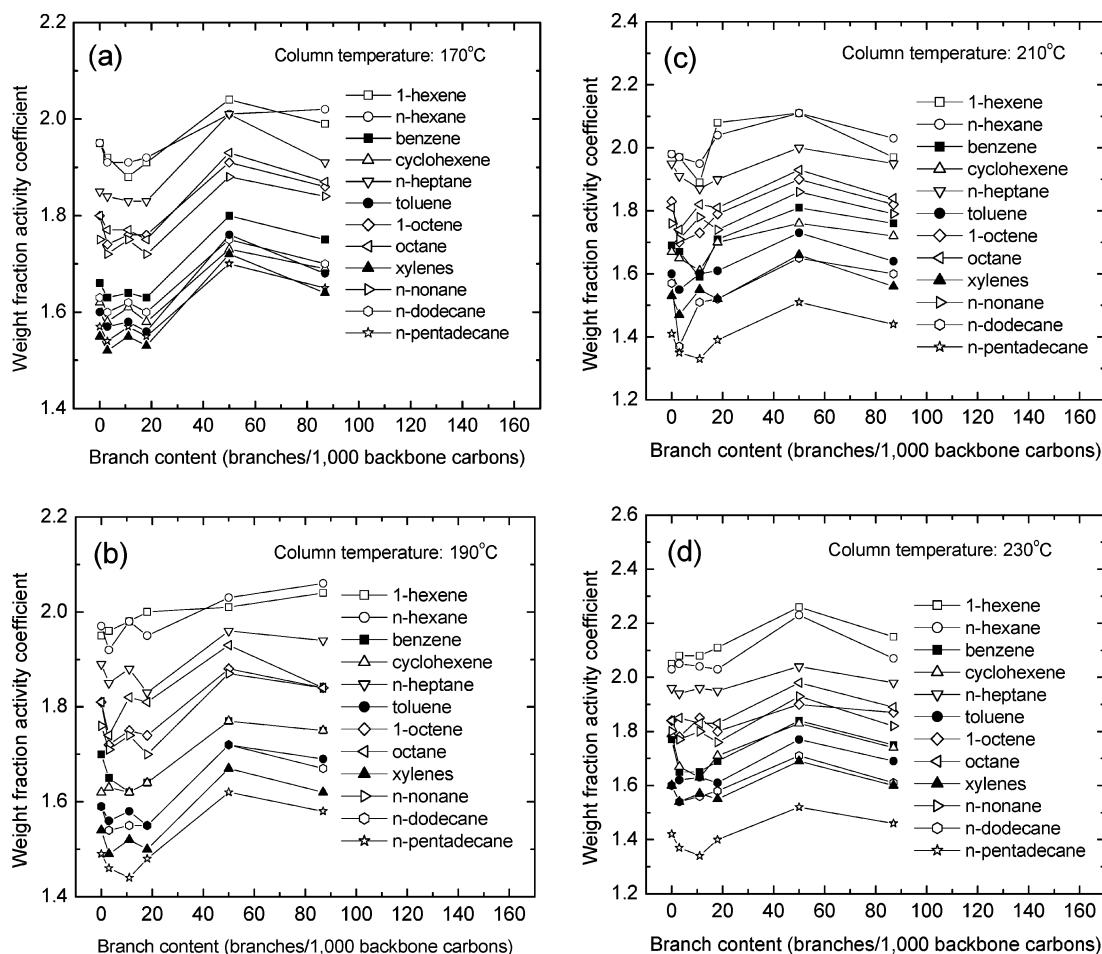 (a)
Column temperature: 170°C
1-hexene
n-hexane
benzene
cyclohexene
n-heptane
toluene
1-octene
octane
xylenes
n-nonane
n-dodecane
n-pentadecane
Weight fraction activity coefficient
2.2
2.0
1.8
1.6
1.4
0 20 40 60 80 100 120 140 160
Branch content (branches/1,000 backbone carbons)
(c)
Column temperature: 210°C
1-hexene
n-hexane
benzene
cyclohexene
n-heptane
toluene
1-octene
octane
xylenes
n-nonane
n-dodecane
n-pentadecane
Weight fraction activity coefficient
2.4
2.2
2.0
1.8
1.6
1.4
1.2
0 20 40 60 80 100 120 140 160
Branch content (branches/1,000 backbone carbons)
(b)
Column temperature: 190°C
1-hexene
n-hexane
benzene
cyclohexene
n-heptane
toluene
1-octene
octane
xylenes
n-nonane
n-dodecane
n-pentadecane
Weight fraction activity coefficient
2.2
2.0
1.8
1.6
1.4
0 20 40 60 80 100 120 140 160
Branch content (branches/1,000 backbone carbons)
(d)
Column temperature: 230°C
1-hexene
n-hexane
benzene
cyclohexene
n-heptane
toluene
1-octene
octane
xylenes
n-nonane
n-dodecane
n-pentadecane
Weight fraction activity coefficient
2.6
2.4
2.2
2.0
1.8
1.6
1.4
1.2
0 20 40 60 80 100 120 140 160
Branch content (branches/1,000 backbone carbons)